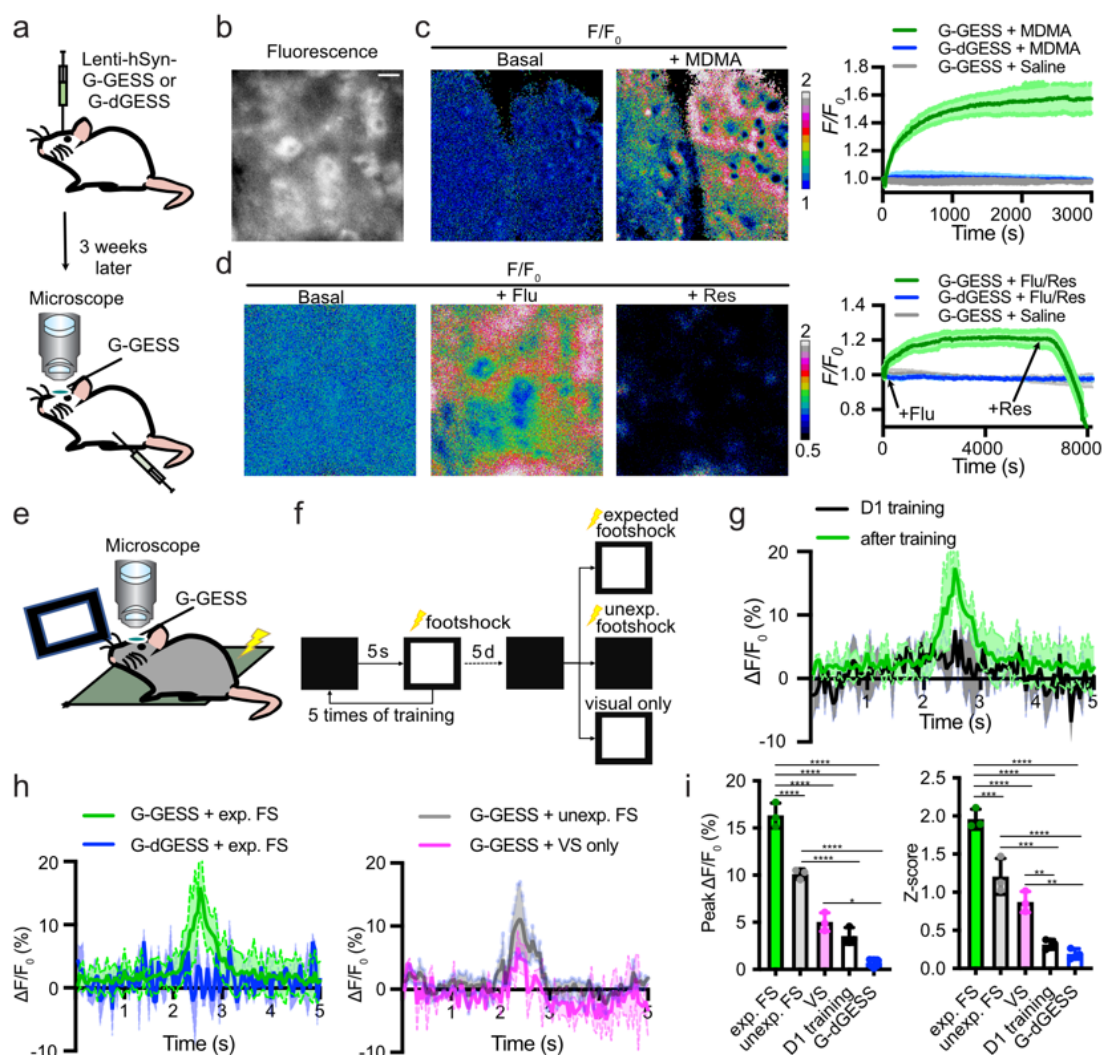 a
Lenti-hSyn-
G-GESS or
G-dGESS
3 weeks
later
Microscope
G-GESS
b
Fluorescence
c
F/F0
Basal
+ MDMA
2
1
G-GESS + MDMA
G-dGESS + MDMA
G-GESS + Saline
F/F0
1.8
1.6
1.4
1.2
1.0
0
1000
2000
3000
Time (s)
d
F/F0
Basal
+ Flu
+ Res
2
0.5
G-GESS + Flu/Res
G-dGESS + Flu/Res
G-GESS + Saline
F/F0
1.4
1.2
1.0
0.8
+Flu
+Res
0
4000
8000
Time (s)
e
Microscope
G-GESS
f
5 s
footshock
5 d
5 times of training
expected
footshock
unexp.
footshock
visual only
g
D1 training
after training
ΔF/F0 (%)
20
10
0
-10
1
2
3
4
5
Time (s)
h
G-GESS + exp. FS
G-dGESS + exp. FS
ΔF/F0 (%)
20
10
0
-10
1
2
3
4
5
Time (s)
G-GESS + unexp. FS
G-GESS + VS only
ΔF/F0 (%)
20
10
0
-10
1
2
3
4
5
Time (s)
i
Peak ΔF/F0 (%)
20
15
10
5
0
****
****
****
****
****
****
*
exp. FS
unexp. FS
VS
D1 training
G-dGESS
Z-score
2.5
2.0
1.5
1.0
0.5
0.0
****
****
****
***
****
***
**
**
exp. FS
unexp. FS
VS
D1 training
G-dGESS